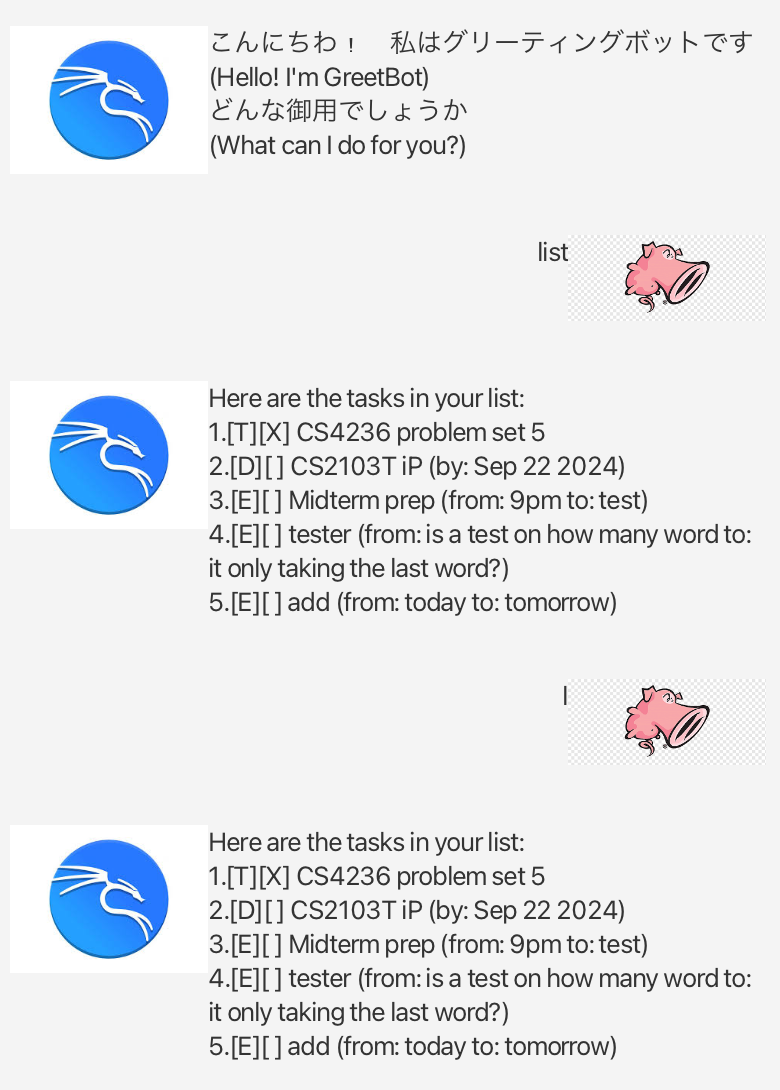 こんにちわ！　私はグリーティングボットです
(Hello! I'm GreetBot)
どんな御用でしょうか
(What can I do for you?)
list
Here are the tasks in your list:
1.[T][X] CS4236 problem set 5
2.[D][ ] CS2103T iP (by: Sep 22 2024)
3.[E][ ] Midterm prep (from: 9pm to: test)
4.[E][ ] tester (from: is a test on how many word to:
it only taking the last word?)
5.[E][ ] add (from: today to: tomorrow)
l
Here are the tasks in your list:
1.[T][X] CS4236 problem set 5
2.[D][ ] CS2103T iP (by: Sep 22 2024)
3.[E][ ] Midterm prep (from: 9pm to: test)
4.[E][ ] tester (from: is a test on how many word to:
it only taking the last word?)
5.[E][ ] add (from: today to: tomorrow)